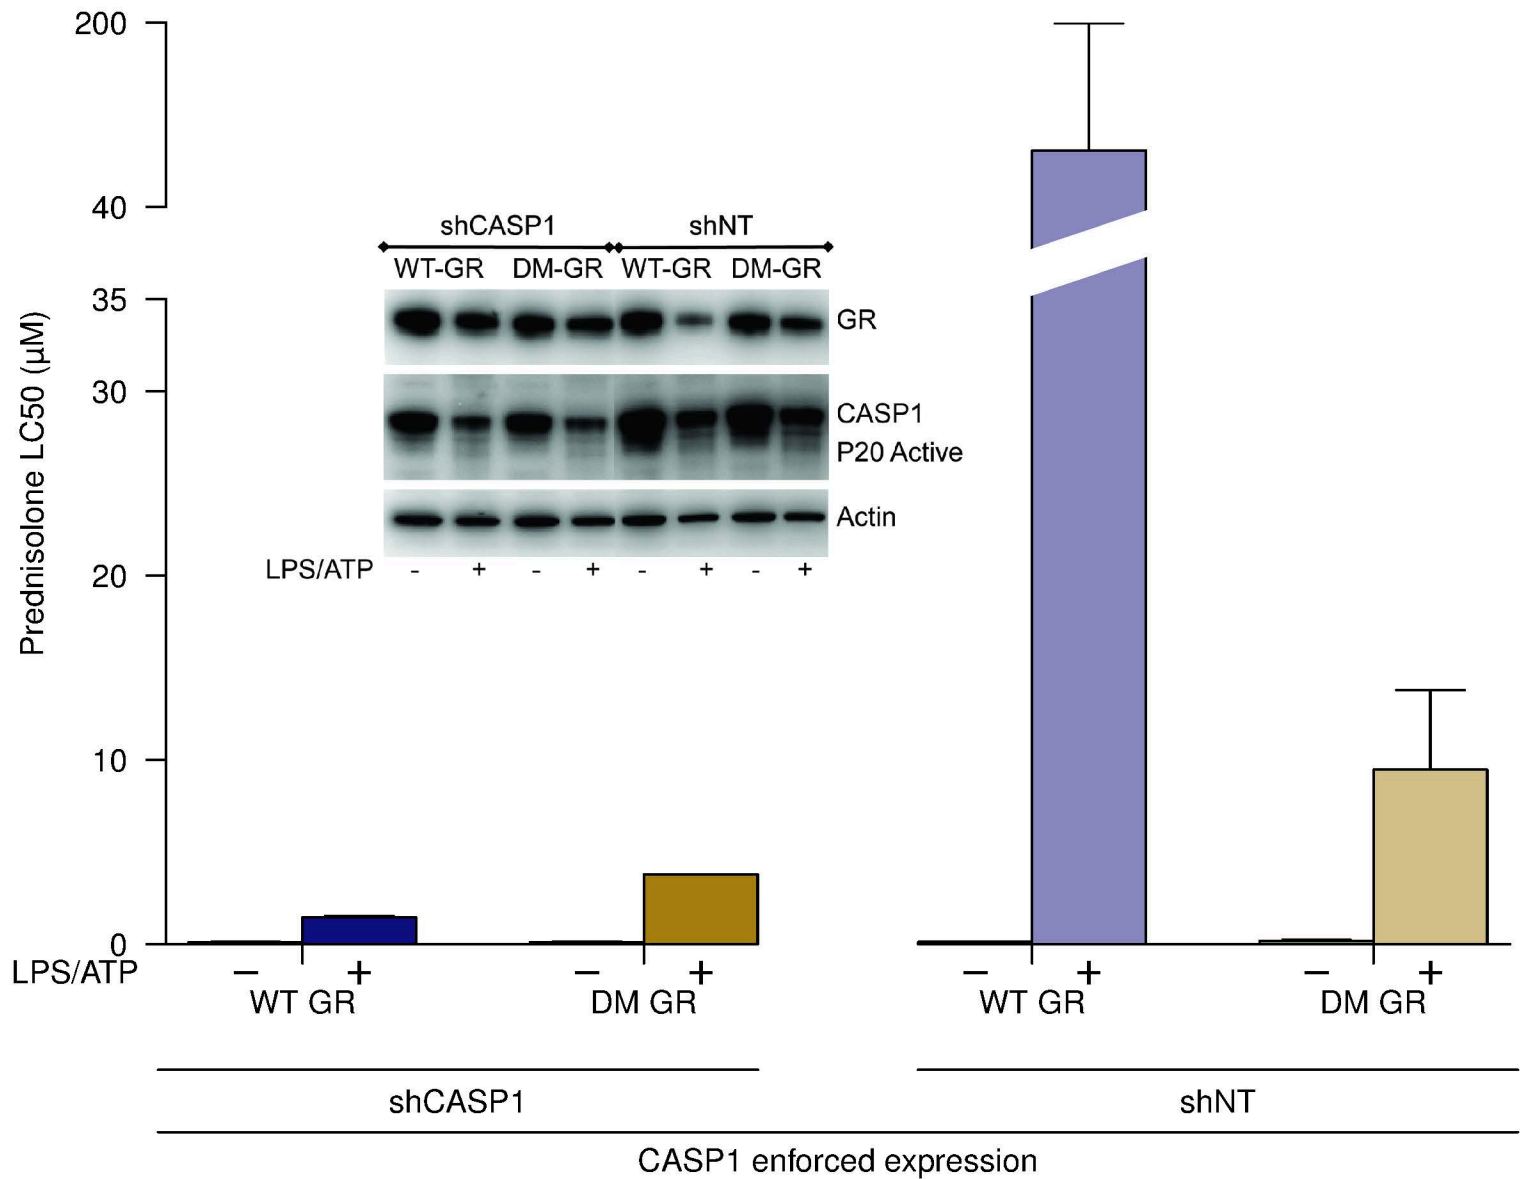 200
40
35
30
20
10
0
Prednisolone LC50 (µM)
shCASP1 shNT
WT-GR DM-GR WT-GR DM-GR
GR
CASP1
P20 Active
Actin
LPS/ATP - + - + - + - +
LPS/ATP − + − + − + − +
WT GR DM GR WT GR DM GR
shCASP1 shNT
CASP1 enforced expression